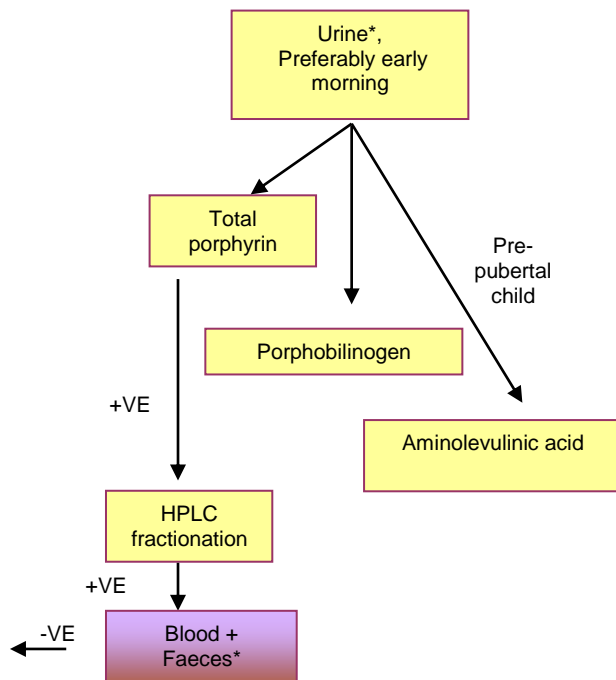 Urine*,
Preferably early
morning
Total
porphyrin
Pre-
pubertal
child
Porphobilinogen
+VE
Aminolevulinic acid
HPLC
fractionation
+VE
-VE
Blood +
Faeces*